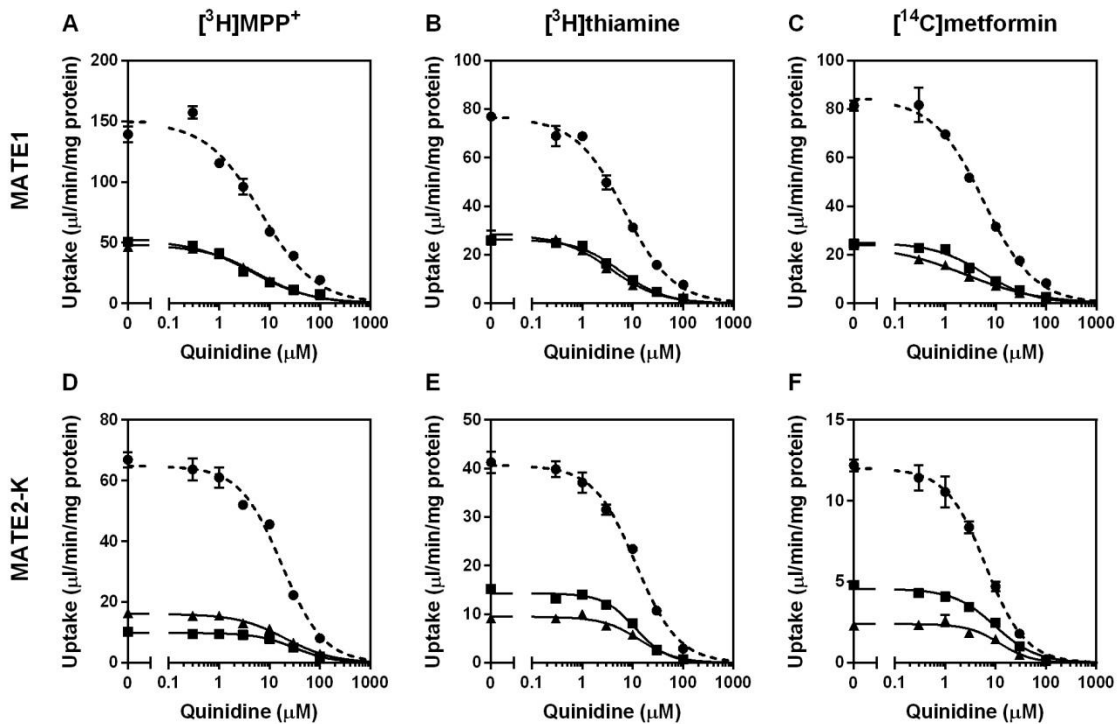 A [³H]MPP⁺ B [³H]thiamine C [¹⁴C]metformin
MATE1
Uptake (μl/min/mg protein)
200
150
100
50
0
0 0.1 1 10 100 1000
Quinidine (μM)
Uptake (μl/min/mg protein)
100
80
60
40
20
0
0 0.1 1 10 100 1000
Quinidine (μM)
Uptake (μl/min/mg protein)
100
80
60
40
20
0
0 0.1 1 10 100 1000
Quinidine (μM)
D E F
MATE2-K
Uptake (μl/min/mg protein)
80
60
40
20
0
0 0.1 1 10 100 1000
Quinidine (μM)
Uptake (μl/min/mg protein)
50
40
30
20
10
0
0 0.1 1 10 100 1000
Quinidine (μM)
Uptake (μl/min/mg protein)
15
10
5
0
0 0.1 1 10 100 1000
Quinidine (μM)